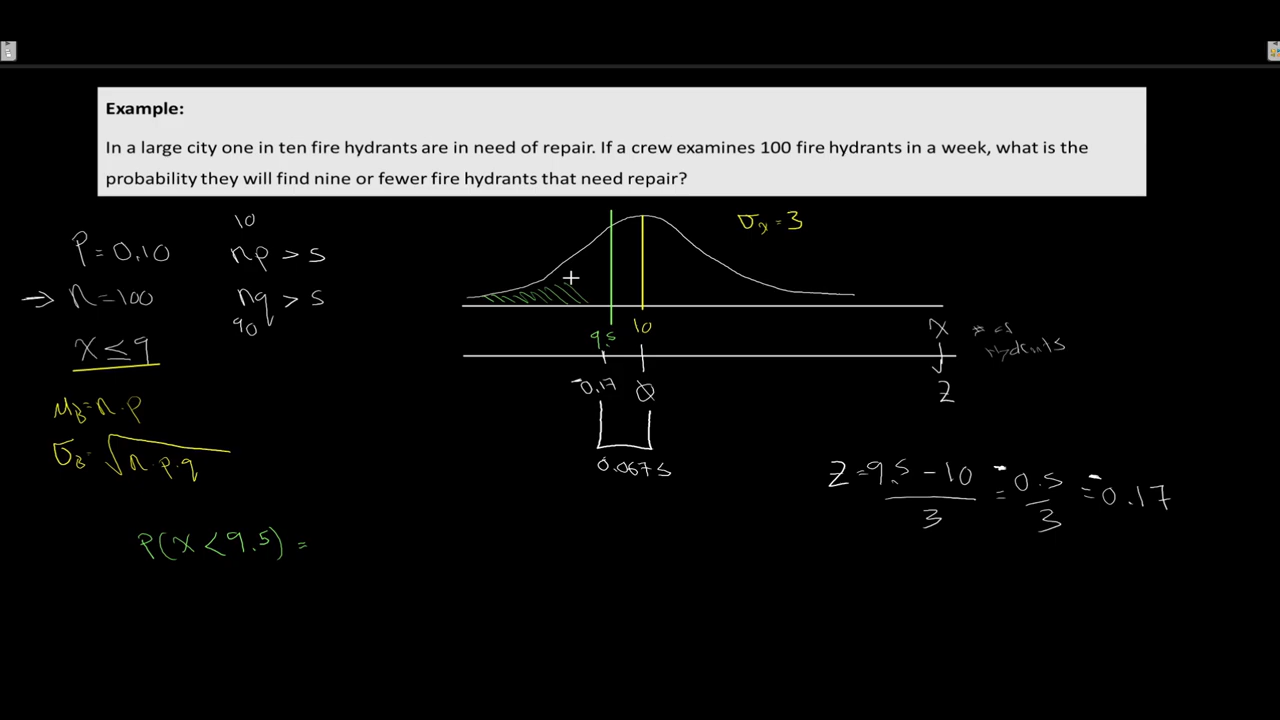 Example:
In a large city one in ten fire hydrants are in need of repair. If a crew examines 100 fire hydrants in a week, what is the
probability they will find nine or fewer fire hydrants that need repair?
P=0.10
n=100
X ≤ 9
μB=n·p
σB=√n·p·q
10
np > 5
nq > 5
90
P(X < 9.5) =
σx=3
9.5 10
X # of
Hydrants
-0.17 0
Z
0.0675
Z=9.5-10/3=-0.5/3=-0.17